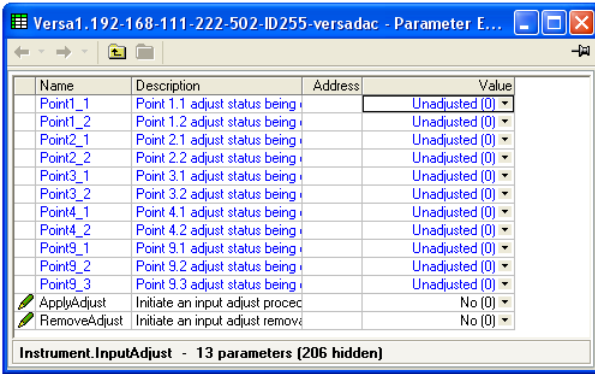 Versa1.192-168-111-222-502-ID255-versadac - Parameter E...
Name Description Address Value
Point1_1 Point 1.1 adjust status being Unadjusted (0)
Point1_2 Point 1.2 adjust status being Unadjusted (0)
Point2_1 Point 2.1 adjust status being Unadjusted (0)
Point2_2 Point 2.2 adjust status being Unadjusted (0)
Point3_1 Point 3.1 adjust status being Unadjusted (0)
Point3_2 Point 3.2 adjust status being Unadjusted (0)
Point4_1 Point 4.1 adjust status being Unadjusted (0)
Point4_2 Point 4.2 adjust status being Unadjusted (0)
Point9_1 Point 9.1 adjust status being Unadjusted (0)
Point9_2 Point 9.2 adjust status being Unadjusted (0)
Point9_3 Point 9.3 adjust status being Unadjusted (0)
ApplyAdjust Initiate an input adjust proced No (0)
RemoveAdjust Initiate an input adjust remova No (0)
Instrument.InputAdjust - 13 parameters (206 hidden)